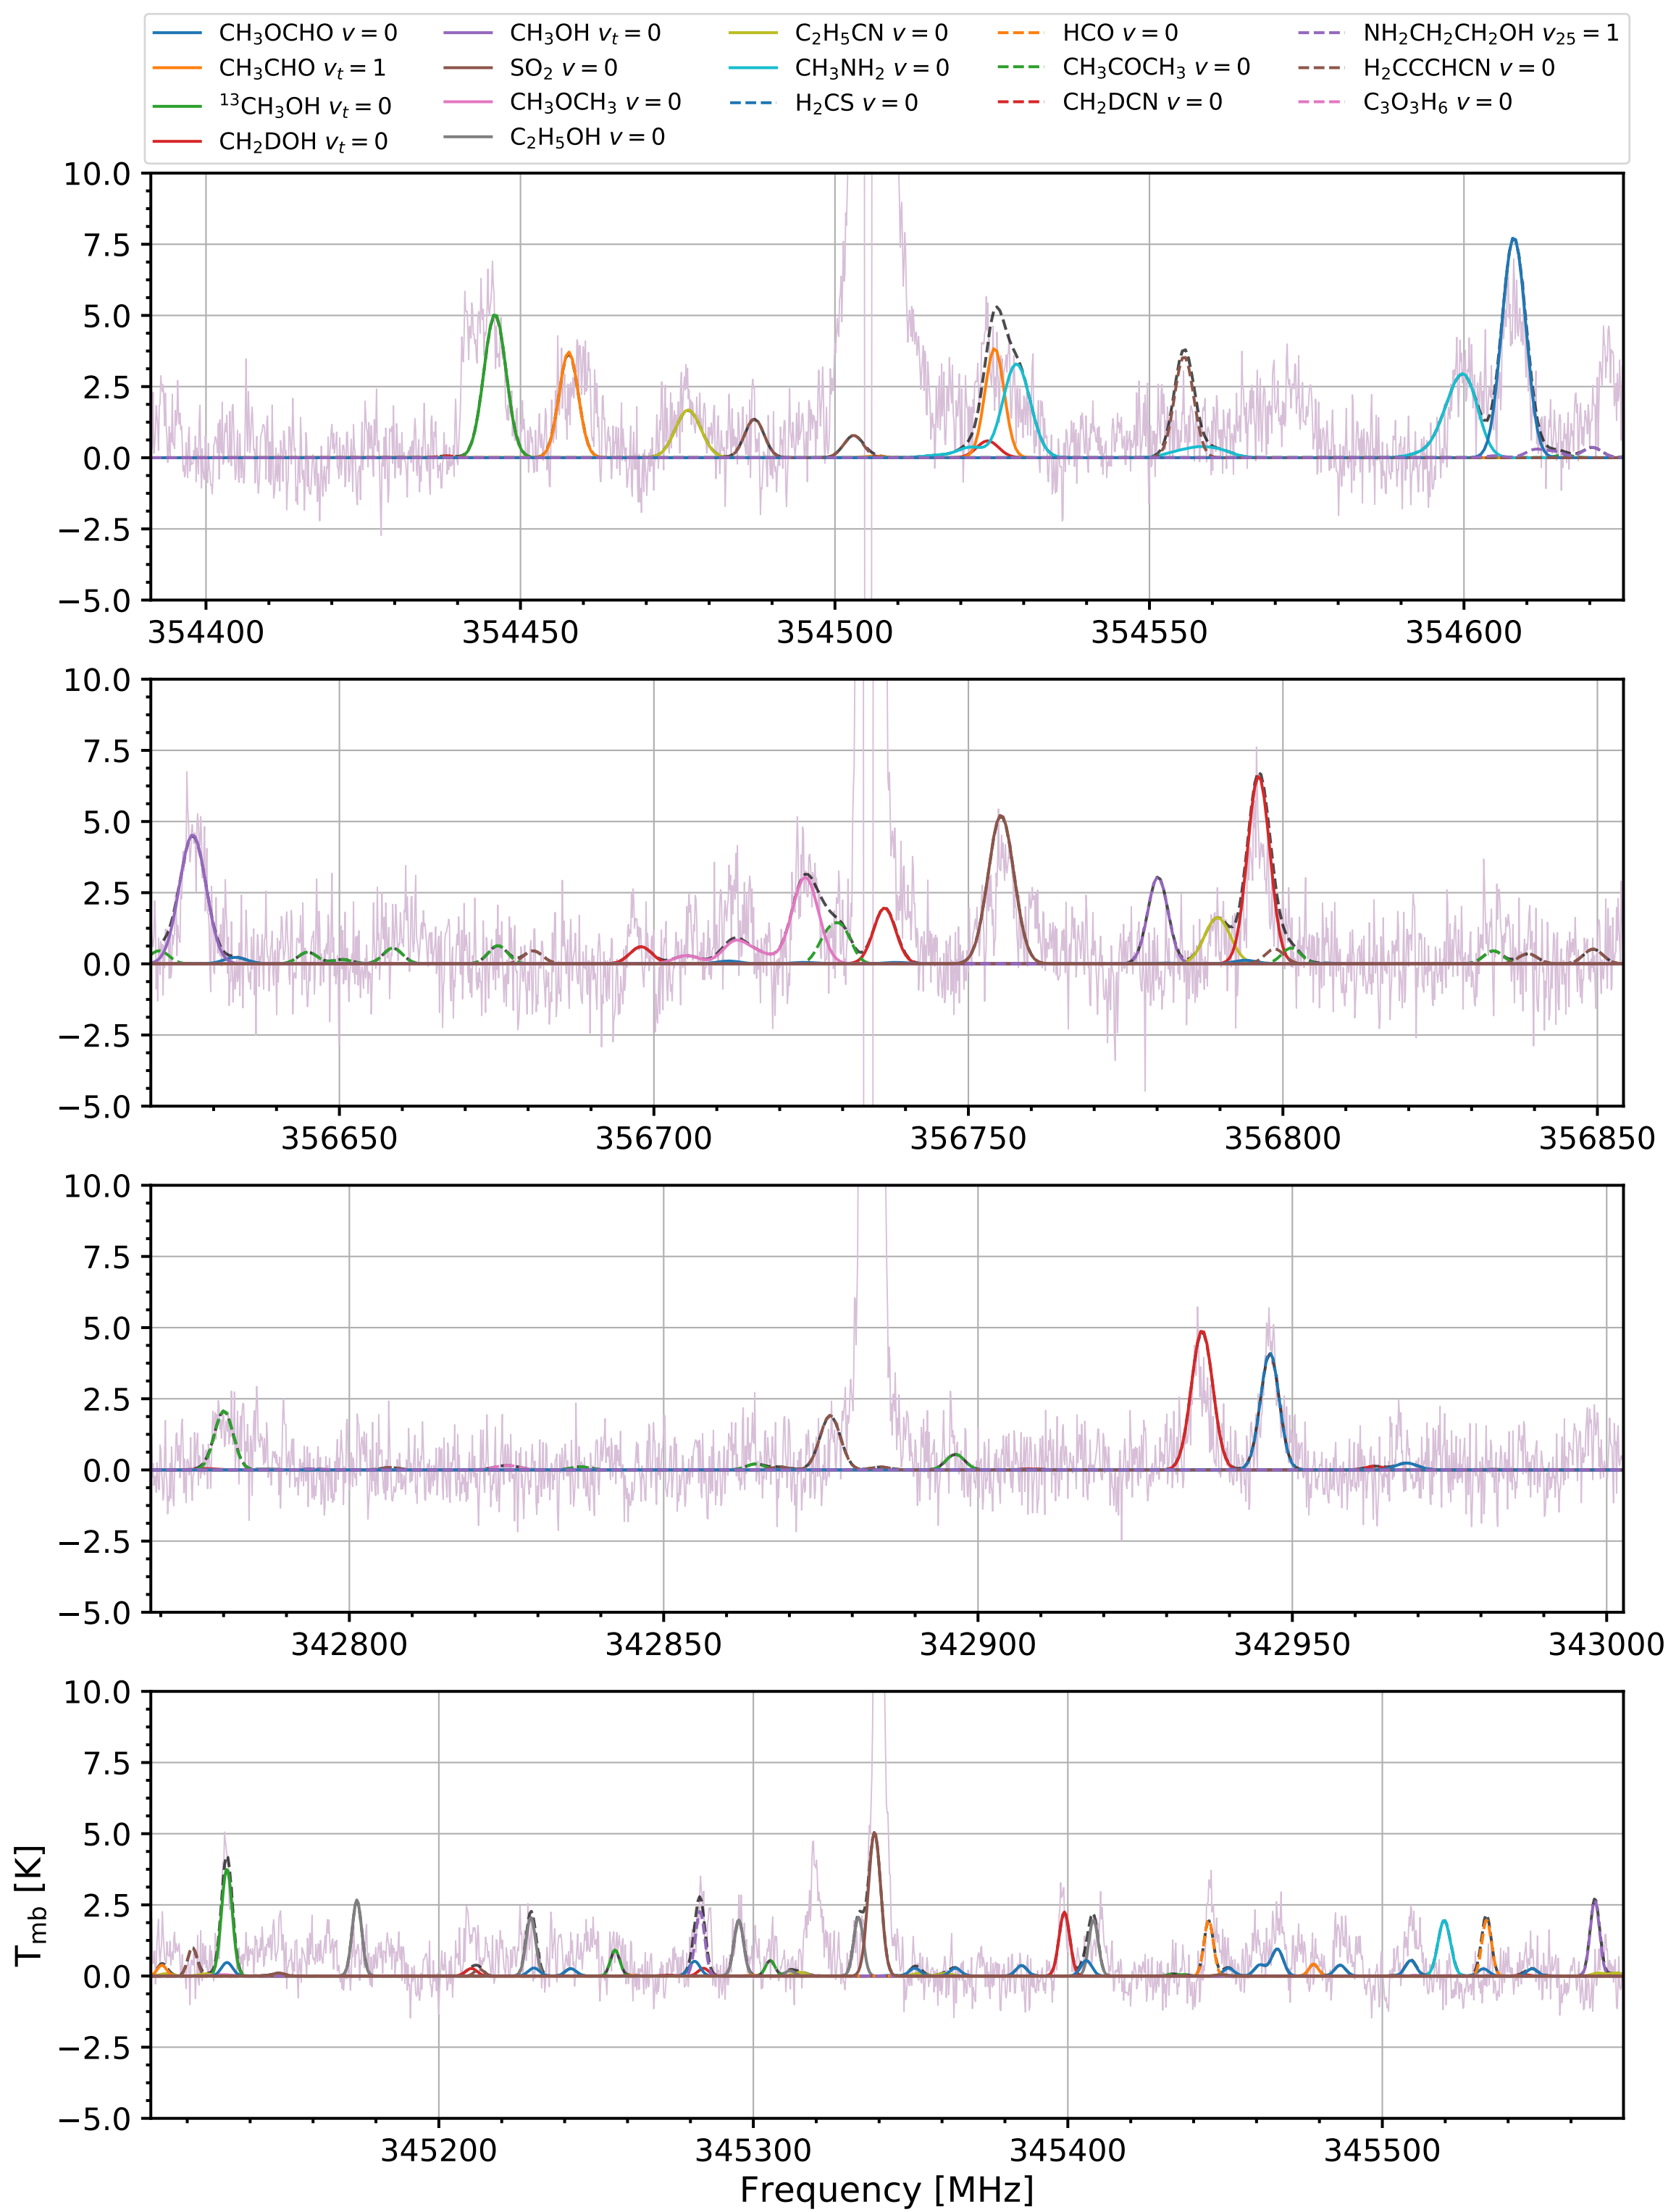 CH₃OCHO v = 0 CH₃OH vₜ = 0 C₂H₅CN v = 0 HCO v = 0 NH₂CH₂CH₂OH v₂₅ = 1
CH₃CHO vₜ = 1 SO₂ v = 0 CH₃NH₂ v = 0 CH₃COCH₃ v = 0 H₂CCCHCN v = 0
¹³CH₃OH vₜ = 0 CH₃OCH₃ v = 0 H₂CS v = 0 CH₂DCN v = 0 C₃O₃H₆ v = 0
CH₂DOH vₜ = 0 C₂H₅OH v = 0
10.0
7.5
5.0
2.5
0.0
−2.5
−5.0
354400 354450 354500 354550 354600
10.0
7.5
5.0
2.5
0.0
−2.5
−5.0
356650 356700 356750 356800 356850
10.0
7.5
5.0
2.5
0.0
−2.5
−5.0
342800 342850 342900 342950 343000
10.0
7.5
5.0
2.5
0.0
−2.5
−5.0
345200 345300 345400 345500
T_mb [K]
Frequency [MHz]